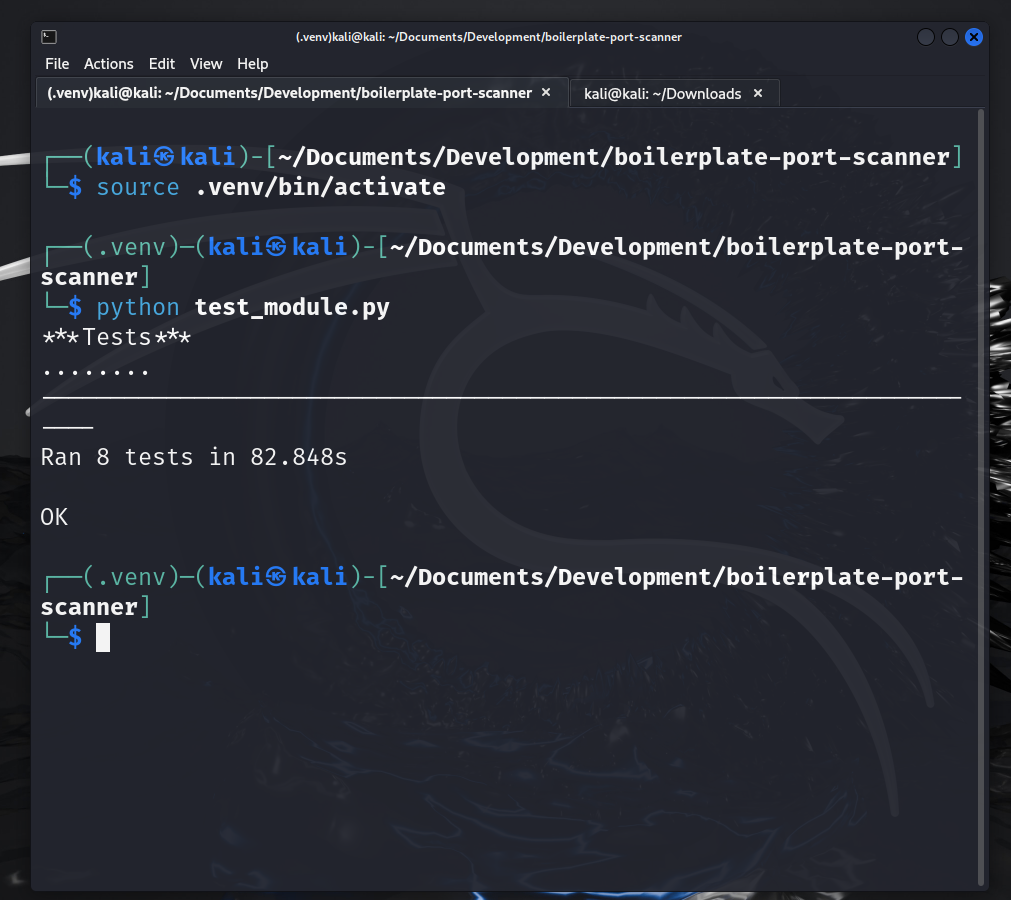 (.venv)kali@kali: ~/Documents/Development/boilerplate-port-scanner
File Actions Edit View Help
(.venv)kali@kali: ~/Documents/Development/boilerplate-port-scanner × kali@kali: ~/Downloads ×
┌──(kali㉿kali)-[~/Documents/Development/boilerplate-port-scanner]
└─$ source .venv/bin/activate
┌──(.venv)─(kali㉿kali)-[~/Documents/Development/boilerplate-port-
scanner]
└─$ python test_module.py
***Tests***
........
----------------------------------------------------------------------
Ran 8 tests in 82.848s
OK
┌──(.venv)─(kali㉿kali)-[~/Documents/Development/boilerplate-port-
scanner]
└─$